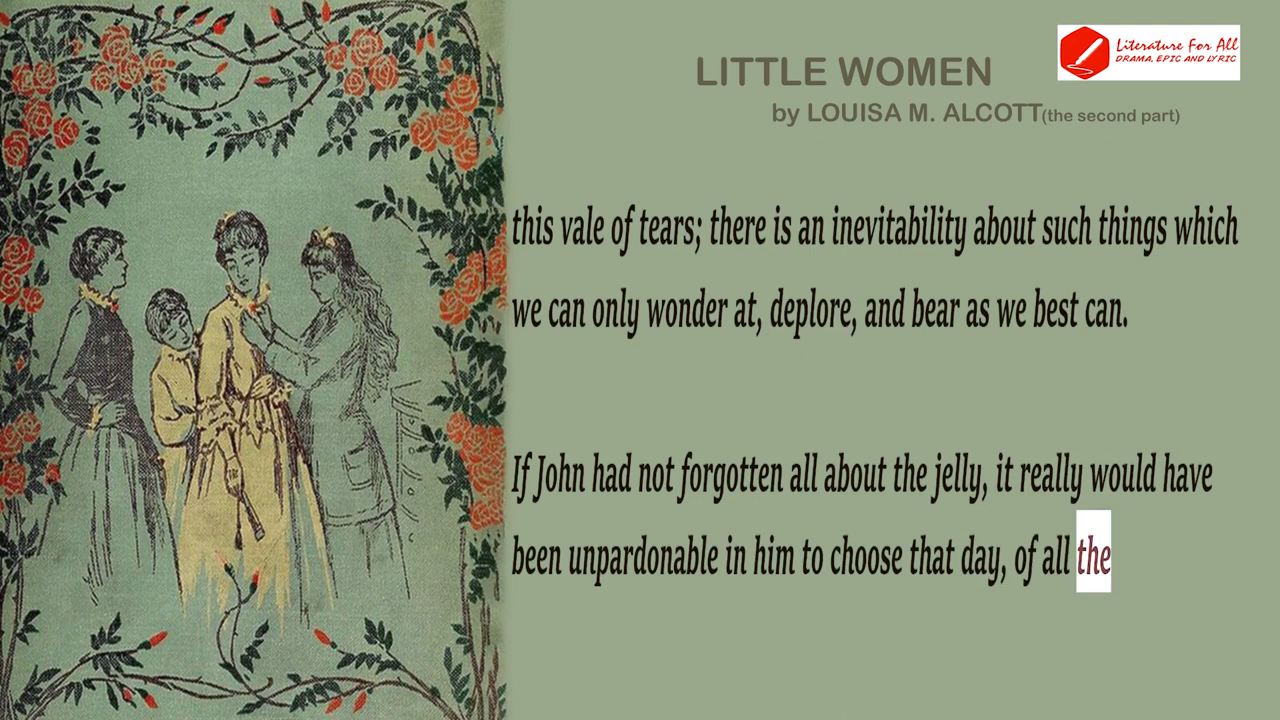 LITTLE WOMEN
by LOUISA M. ALCOTT(the second part)
Literature For All
DRAMA, EPIC AND LYRIC
this vale of tears; there is an inevitability about such things which
we can only wonder at, deplore, and bear as we best can.
If John had not forgotten all about the jelly, it really would have
been unpardonable in him to choose that day, of all the